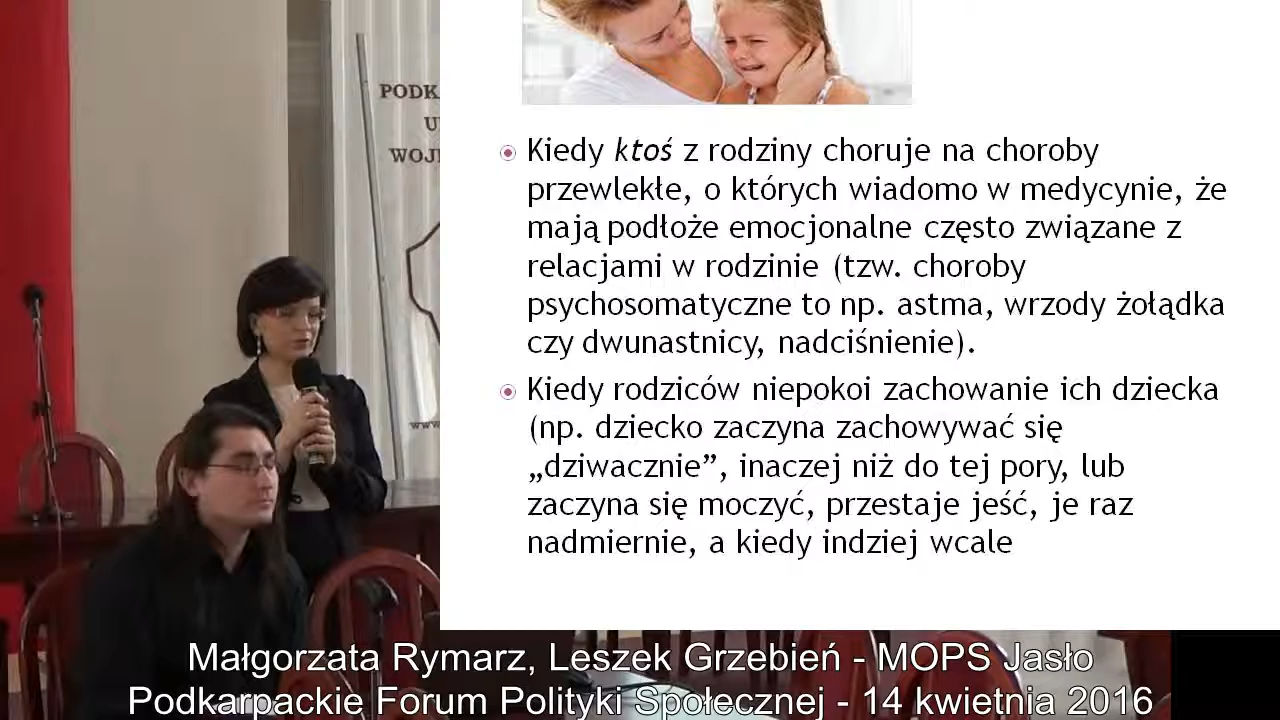 Kiedy ktoś z rodziny choruje na choroby
przewlekłe, o których wiadomo w medycynie, że
mają podłoże emocjonalne często związane z
relacjami w rodzinie (tzw. choroby
psychosomatyczne to np. astma, wrzody żołądka
czy dwunastnicy, nadciśnienie).
Kiedy rodziców niepokoi zachowanie ich dziecka
(np. dziecko zaczyna zachowywać się
„dziwacznie”, inaczej niż do tej pory, lub
zaczyna się moczyć, przestaje jeść, je raz
nadmiernie, a kiedy indziej wcale
Małgorzata Rymarz, Leszek Grzebień - MOPS Jasło
Podkarpackie Forum Polityki Społecznej - 14 kwietnia 2016